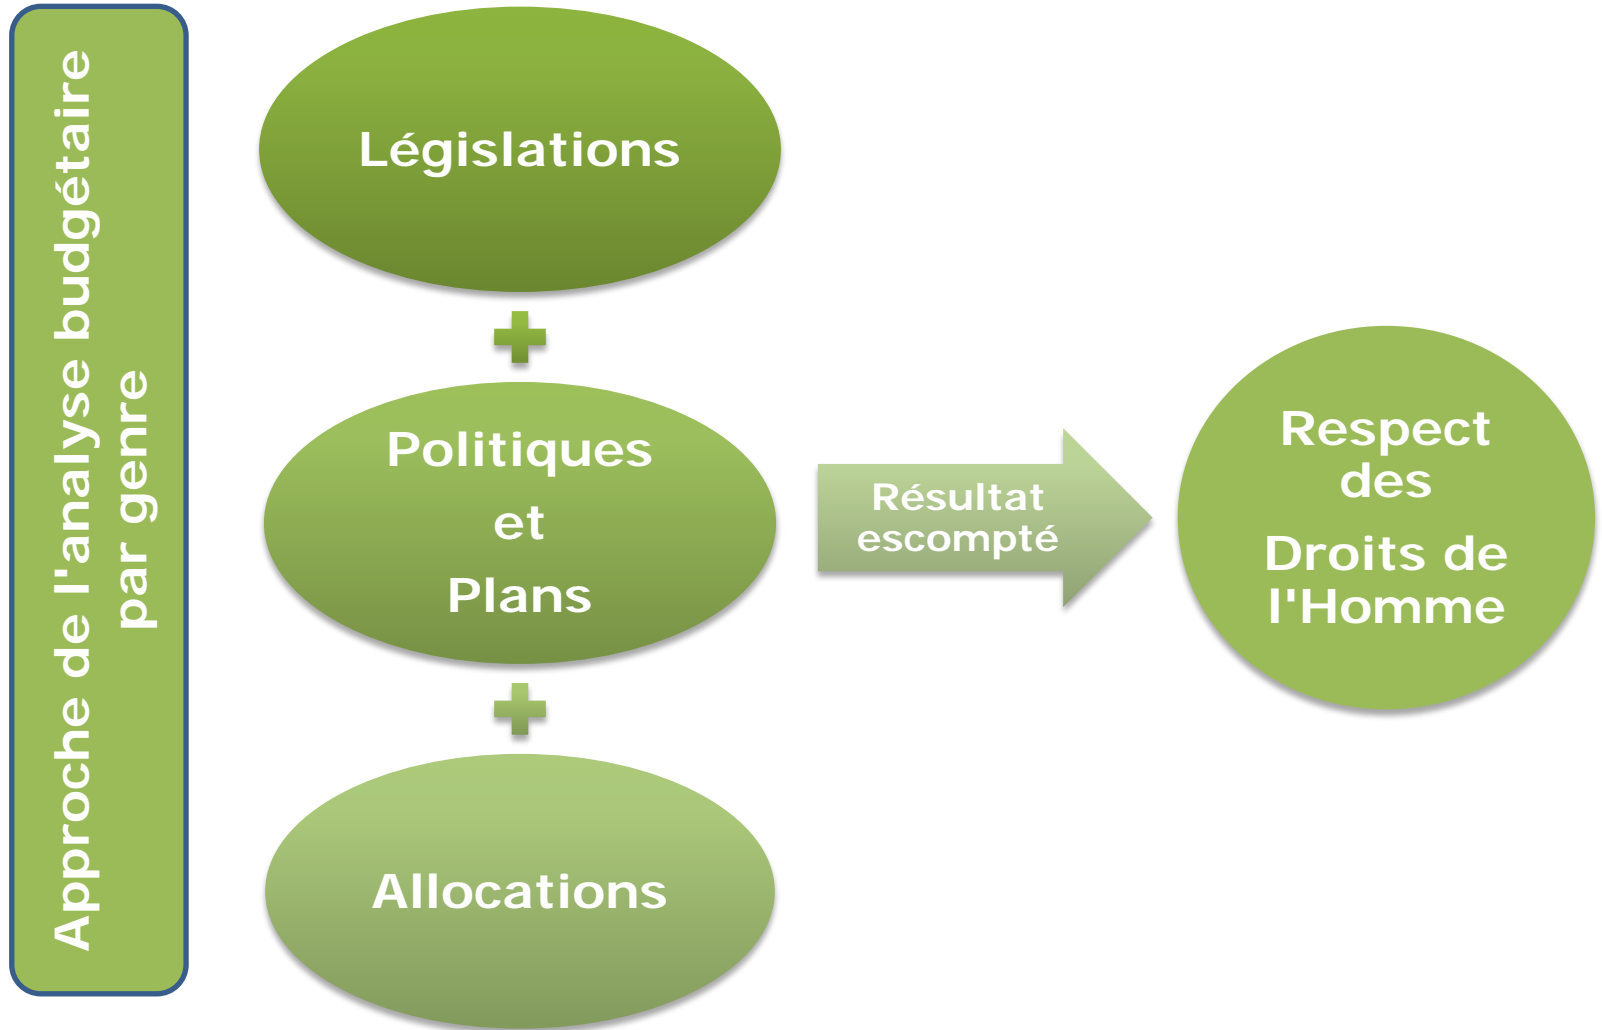 Approche de l'analyse budgétaire
par genre
Législations
Politiques
et
Plans
Allocations
Résultat
escompté
Respect
des
Droits de
l'Homme